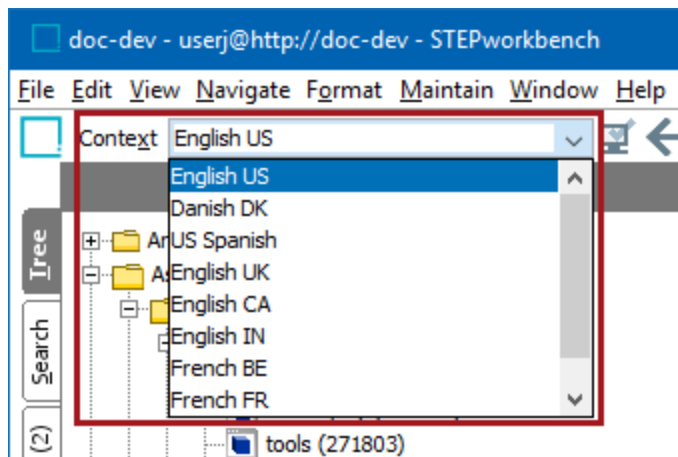 doc-dev - userj@http://doc-dev - STEPworkbench
File Edit View Navigate Format Maintain Window Help
Context English US
English US
Danish DK
US Spanish
English UK
English CA
English IN
French BE
French FR
Tree
Search
(2)
tools (271803)